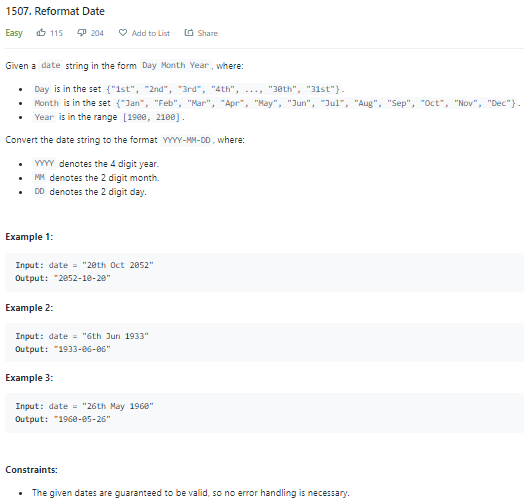 1507. Reformat Date
Easy 115 204 Add to List Share
Given a date string in the form Day Month Year, where:
• Day is in the set {"1st", "2nd", "3rd", "4th", ..., "30th", "31st"}.
• Month is in the set {"Jan", "Feb", "Mar", "Apr", "May", "Jun", "Jul", "Aug", "Sep", "Oct", "Nov", "Dec"}.
• Year is in the range [1900, 2100].
Convert the date string to the format YYYY-MM-DD, where:
• YYYY denotes the 4 digit year.
• MM denotes the 2 digit month.
• DD denotes the 2 digit day.
Example 1:
Input: date = "20th Oct 2052"
Output: "2052-10-20"
Example 2:
Input: date = "6th Jun 1933"
Output: "1933-06-06"
Example 3:
Input: date = "26th May 1960"
Output: "1960-05-26"
Constraints:
• The given dates are guaranteed to be valid, so no error handling is necessary.